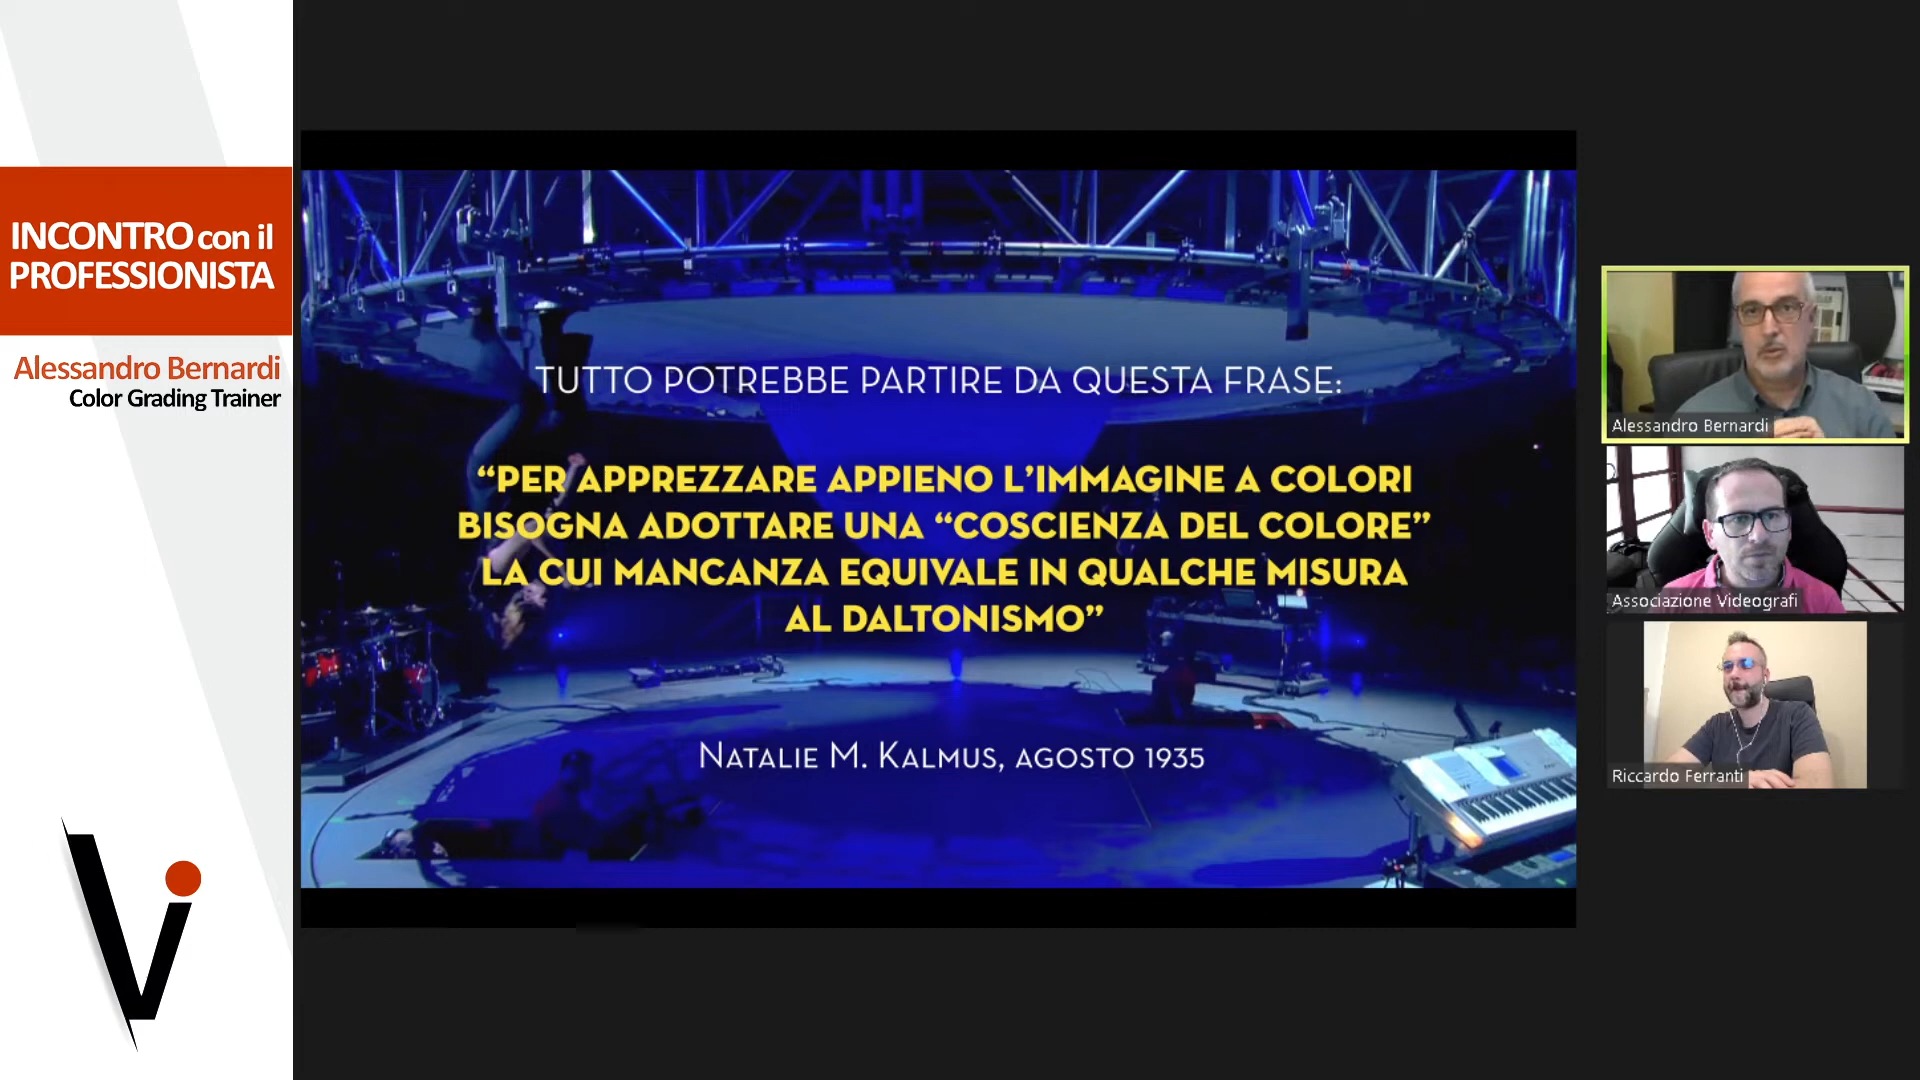 INCONTRO con il
PROFESSIONISTA
Alessandro Bernardi
Color Grading Trainer
TUTTO POTREBBE PARTIRE DA QUESTA FRASE:
“PER APPREZZARE APPIENO L’IMMAGINE A COLORI
BISOGNA ADOTTARE UNA “COSCIENZA DEL COLORE”
LA CUI MANCANZA EQUIVALE IN QUALCHE MISURA
AL DALTONISMO”
NATALIE M. KALMUS, AGOSTO 1935
Alessandro Bernardi
Associazione Videografi
Riccardo Ferranti